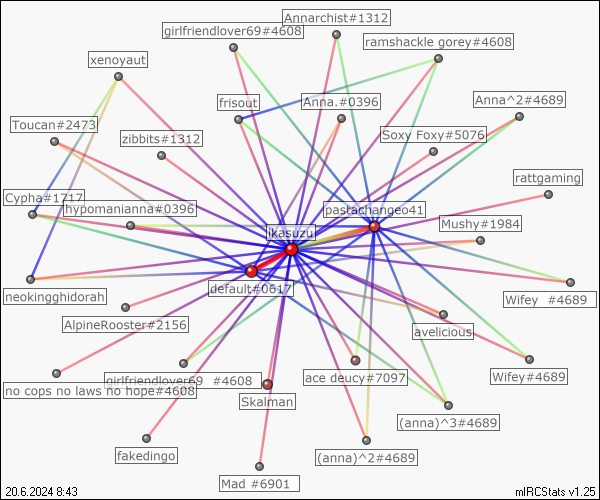 Annarchist#1312
girlfriendlover69#4608
ramshackle gorey#4608
xenoyaut
frisout
Anna.#0396
Anna^2#4689
Toucan#2473
zibbits#1312
Soxy Foxy#5076
rattgaming
Cypha#1717
hypomanianna#0396
pastachangeo41
ikasuzu
Mushy#1984
neokingghidorah
default#0617
Wifey #4689
AlpineRooster#2156
avelicious
girlfriendlover69 #4608
ace deucy#7097
Wifey#4689
no cops no laws no hope#4608
Skalman
(anna)^3#4689
fakedingo
(anna)^2#4689
Mad #6901
20.6.2024 8:43
mIRCStats v1.25